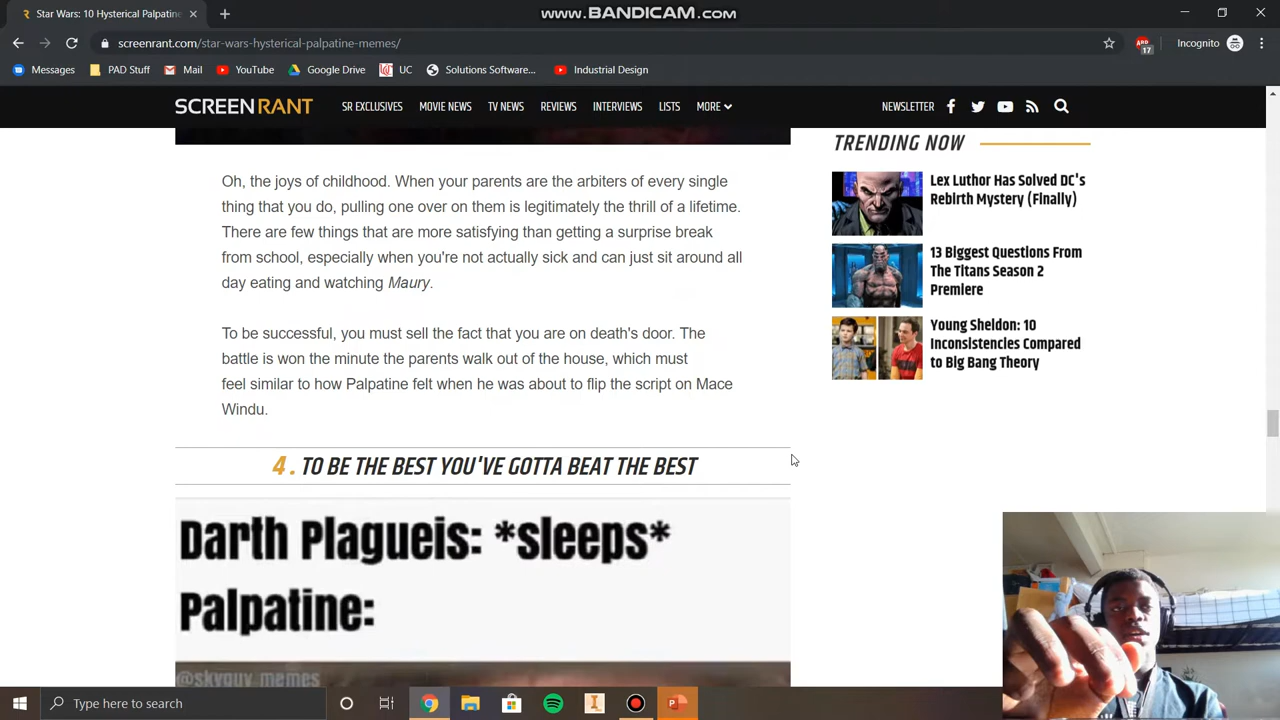 WWW.BANDICAM.COM
Star Wars: 10 Hysterical Palpatine
screenrant.com/star-wars-hysterical-palpatine-memes/
17
Incognito
Messages PAD Stuff Mail YouTube Google Drive UC Solutions Software... Industrial Design
SCREENRANT SR EXCLUSIVES MOVIE NEWS TV NEWS REVIEWS INTERVIEWS LISTS MORE NEWSLETTER
Oh, the joys of childhood. When your parents are the arbiters of every single
thing that you do, pulling one over on them is legitimately the thrill of a lifetime.
There are few things that are more satisfying than getting a surprise break
from school, especially when you're not actually sick and can just sit around all
day eating and watching Maury.
To be successful, you must sell the fact that you are on death's door. The
battle is won the minute the parents walk out of the house, which must
feel similar to how Palpatine felt when he was about to flip the script on Mace
Windu.
4. TO BE THE BEST YOU'VE GOTTA BEAT THE BEST
Darth Plagueis: *sleeps*
Palpatine:
@skyguy_memes
TRENDING NOW
Lex Luthor Has Solved DC's
Rebirth Mystery (Finally)
13 Biggest Questions From
The Titans Season 2
Premiere
Young Sheldon: 10
Inconsistencies Compared
to Big Bang Theory
Type here to search